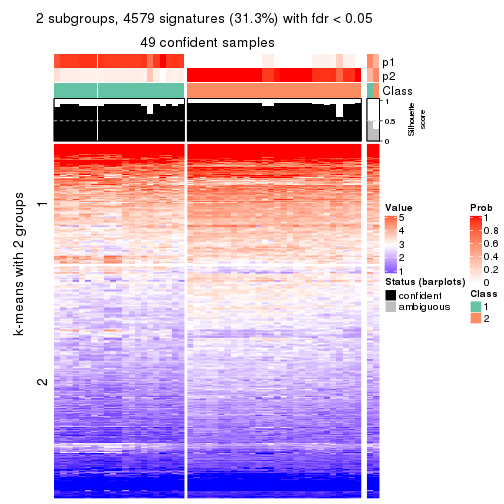 2 subgroups, 4579 signatures (31.3%) with fdr < 0.05
49 confident samples
p1
p2
Class
1
0.5
0
Silhouette
score
k-means with 2 groups
1
2
Value
5
4
3
2
1
Status (barplots)
confident
ambiguous
Prob
1
0.8
0.6
0.4
0.2
0
Class
1
2